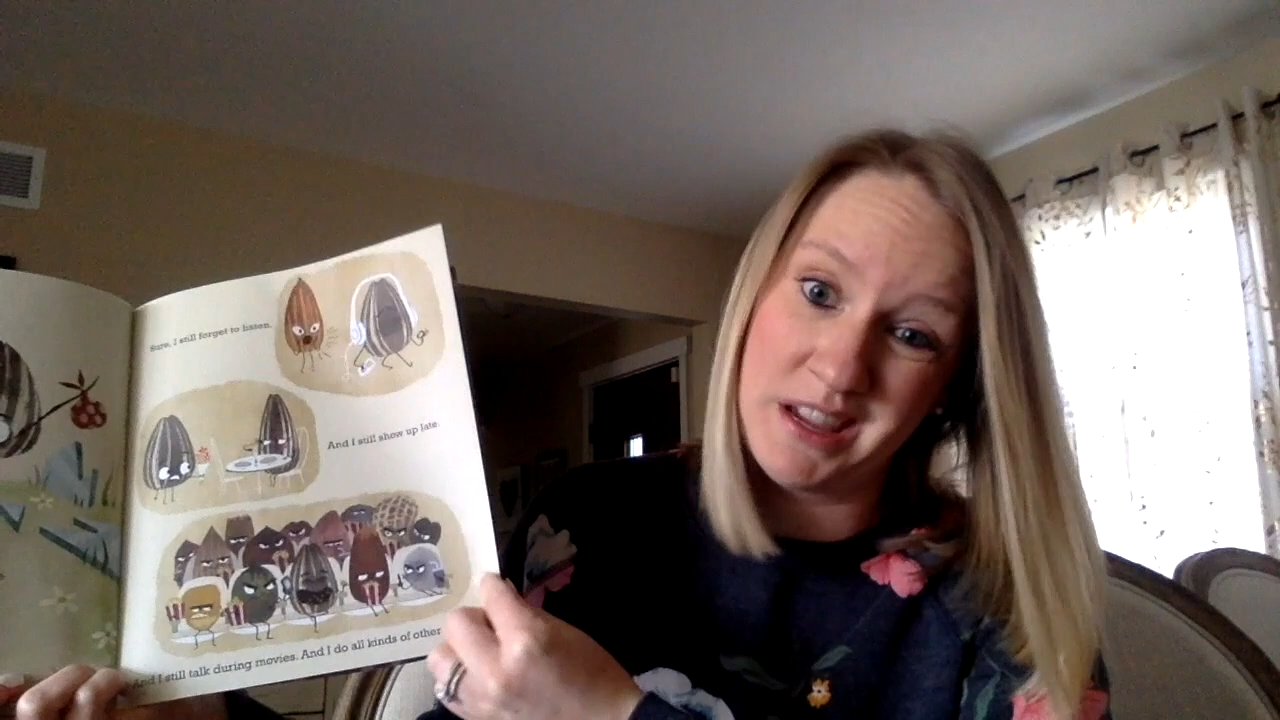 Sure, I still forget to listen.
And I still show up late.
And I still talk during movies. And I do all kinds of other